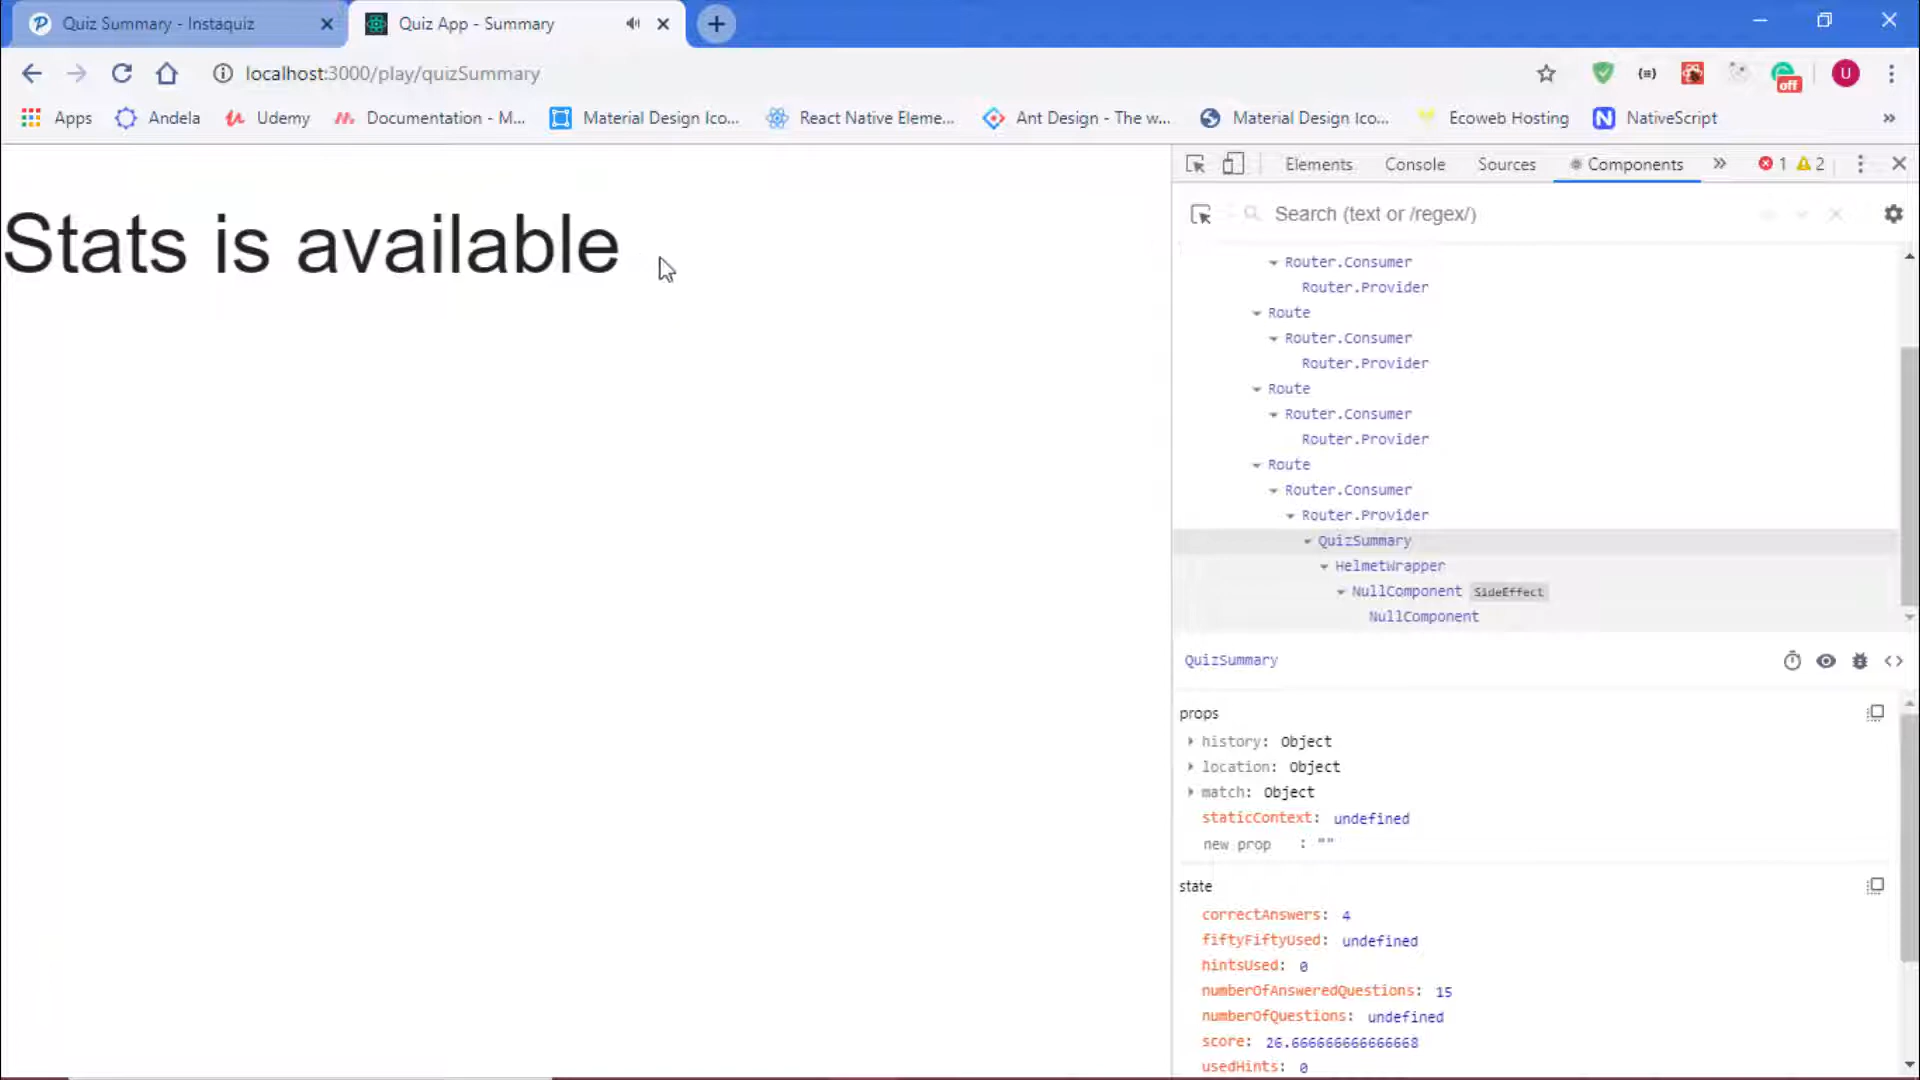 Quiz Summary - Instaquiz
Quiz App - Summary
localhost:3000/play/quizSummary
U
off
Apps
Andela
Udemy
Documentation - M...
Material Design Ico...
React Native Eleme...
Ant Design - The w...
Material Design Ico...
Ecoweb Hosting
NativeScript
»
Elements
Console
Sources
Components
»
1
2
Search (text or /regex/)
Stats is available
Router.Consumer
Router.Provider
Route
Router.Consumer
Router.Provider
Route
Router.Consumer
Router.Provider
Route
Router.Consumer
Router.Provider
QuizSummary
HelmetWrapper
NullComponent SideEffect
NullComponent
QuizSummary
props
history: Object
location: Object
match: Object
staticContext: undefined
new prop : ""
state
correctAnswers: 4
fiftyFiftyUsed: undefined
hintsUsed: 0
numberOfAnsweredQuestions: 15
numberOfQuestions: undefined
score: 26.666666666666668
usedHints: 0